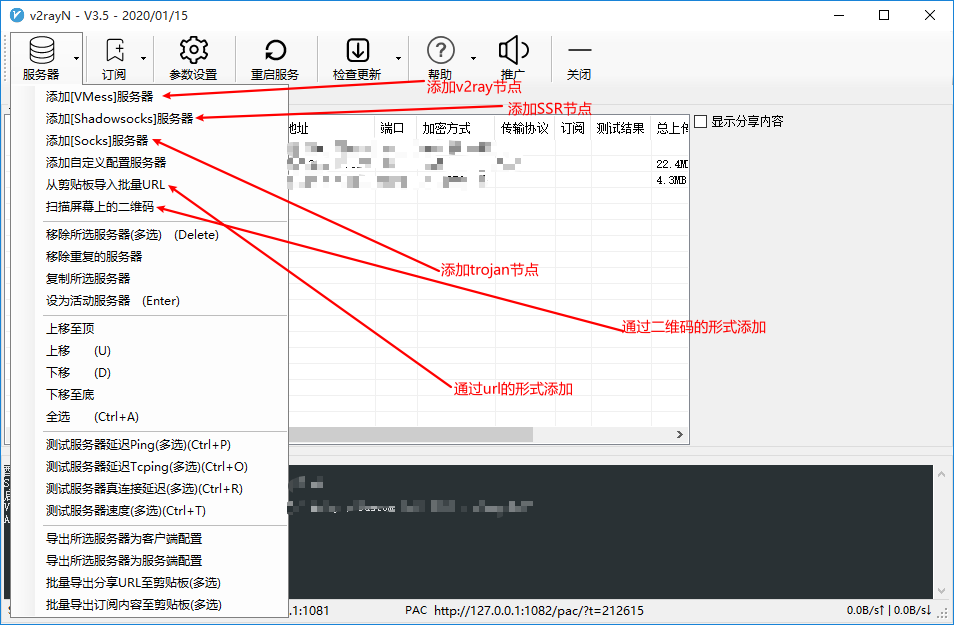 v2rayN - V3.5 - 2020/01/15
服务器 订阅 参数设置 重启服务 检查更新 帮助 推广 关闭
添加[VMess]服务器
添加v2ray节点
添加[Shadowsocks]服务器
添加SSR节点
添加[Socks]服务器
添加自定义配置服务器
从剪贴板导入批量URL
扫描屏幕上的二维码
地址 端口 加密方式 传输协议 订阅 测试结果 总上传
显示分享内容
22.4M
4.3MB
移除所选服务器(多选) (Delete)
移除重复的服务器
复制所选服务器
设为活动服务器 (Enter)
添加trojan节点
上移至顶
通过二维码的形式添加
上移 (U)
下移 (D)
下移至底
通过url的形式添加
全选 (Ctrl+A)
测试服务器延迟Ping(多选)(Ctrl+P)
测试服务器延迟Tcping(多选)(Ctrl+O)
测试服务器真连接延迟(多选)(Ctrl+R)
测试服务器速度(多选)(Ctrl+T)
导出所选服务器为客户端配置
导出所选服务器为服务端配置
批量导出分享URL至剪贴板(多选)
批量导出订阅内容至剪贴板(多选)
.1:1081 PAC http://127.0.0.1:1082/pac/?t=212615 0.0B/s↑ | 0.0B/s↓